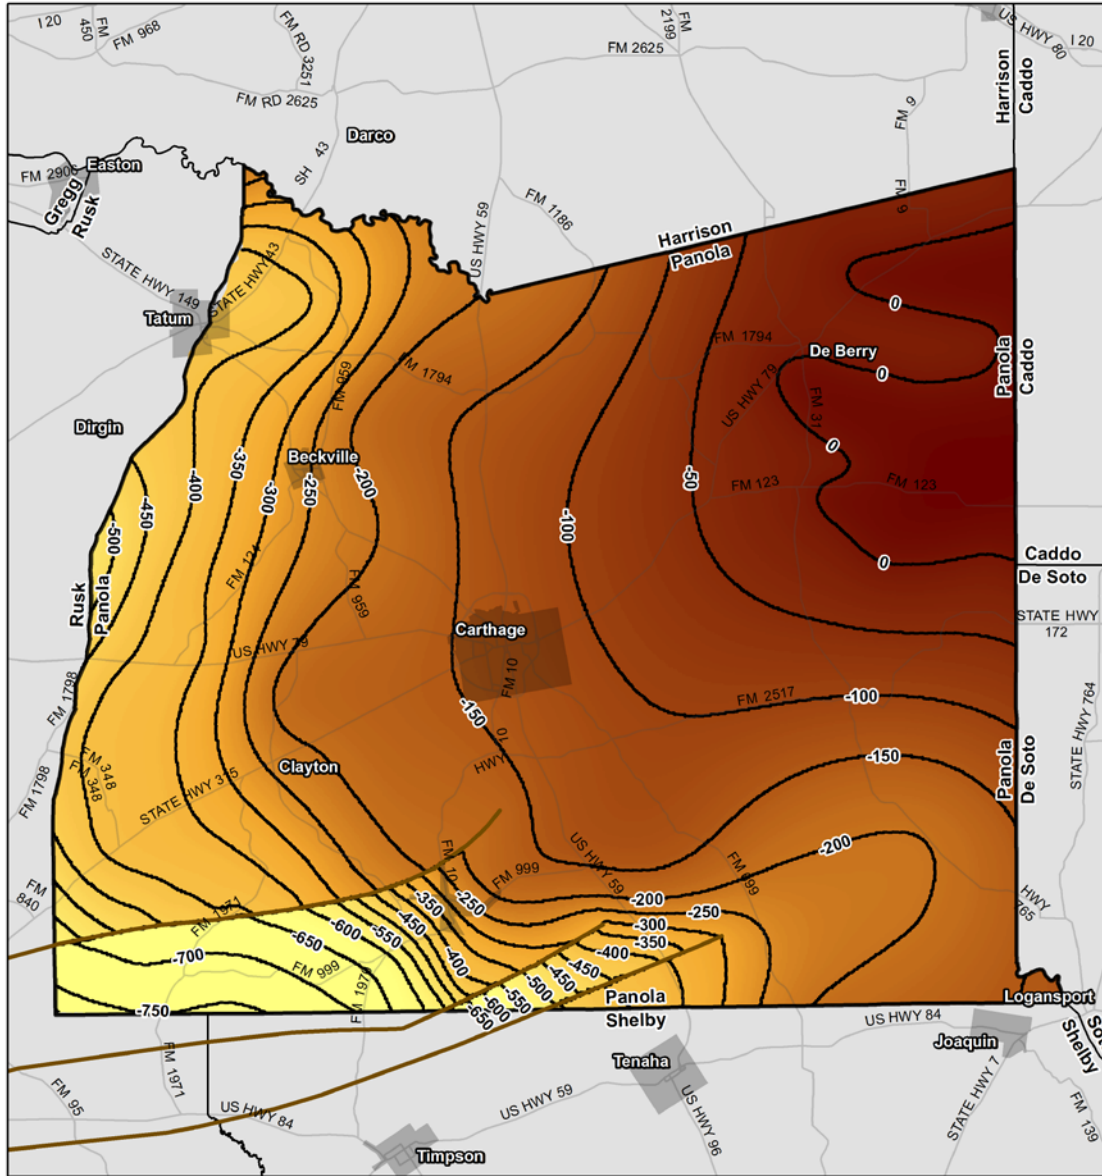 I 20
FM 450
FM 968
FM RD 3251
FM 2199
FM 2625
US HWY 80
I 20
Harrison
Caddo
FM RD 2625
Darco
SH 43
FM 9
Easton
FM 2906
Gregg
Rusk
FM 1186
US HWY 59
FM 9
Harrison
Panola
STATE HWY 43
STATE HWY 149
Tatum
0
FM 1794
De Berry
Panola
Caddo
FM 1794
FM 959
US HWY 79
0
FM 31
Dirgin
Beckville
0
-350
-400
-300
-250
-200
-50
FM 123
FM 123
-450
-500
-100
FM 124
0
Caddo
De Soto
FM 959
Rusk
Panola
STATE HWY 172
Carthage
US HWY 79
FM 10
FM 1798
FM 2517
-100
STATE HWY 764
-150
10
HWY
-150
Panola
De Soto
FM 348
FM 348
Clayton
FM 1798
STATE HWY 315
US HWY 59
-200
FM 10
FM 999
FM 699
FM 840
-200
HWY 765
FM 1971
-350
-250
-250
-600
-450
-300
-650
-550
-350
-400
-400
-700
FM 999
-450
-450
FM 1979
-500
-550
-600
-650
-750
Panola
Shelby
Logansport
US HWY 84
Joaquin
Shelby
Tenaha
STATE HWY 7
FM 1971
FM 95
US HWY 84
US HWY 59
US HWY 96
FM 139
Timpson